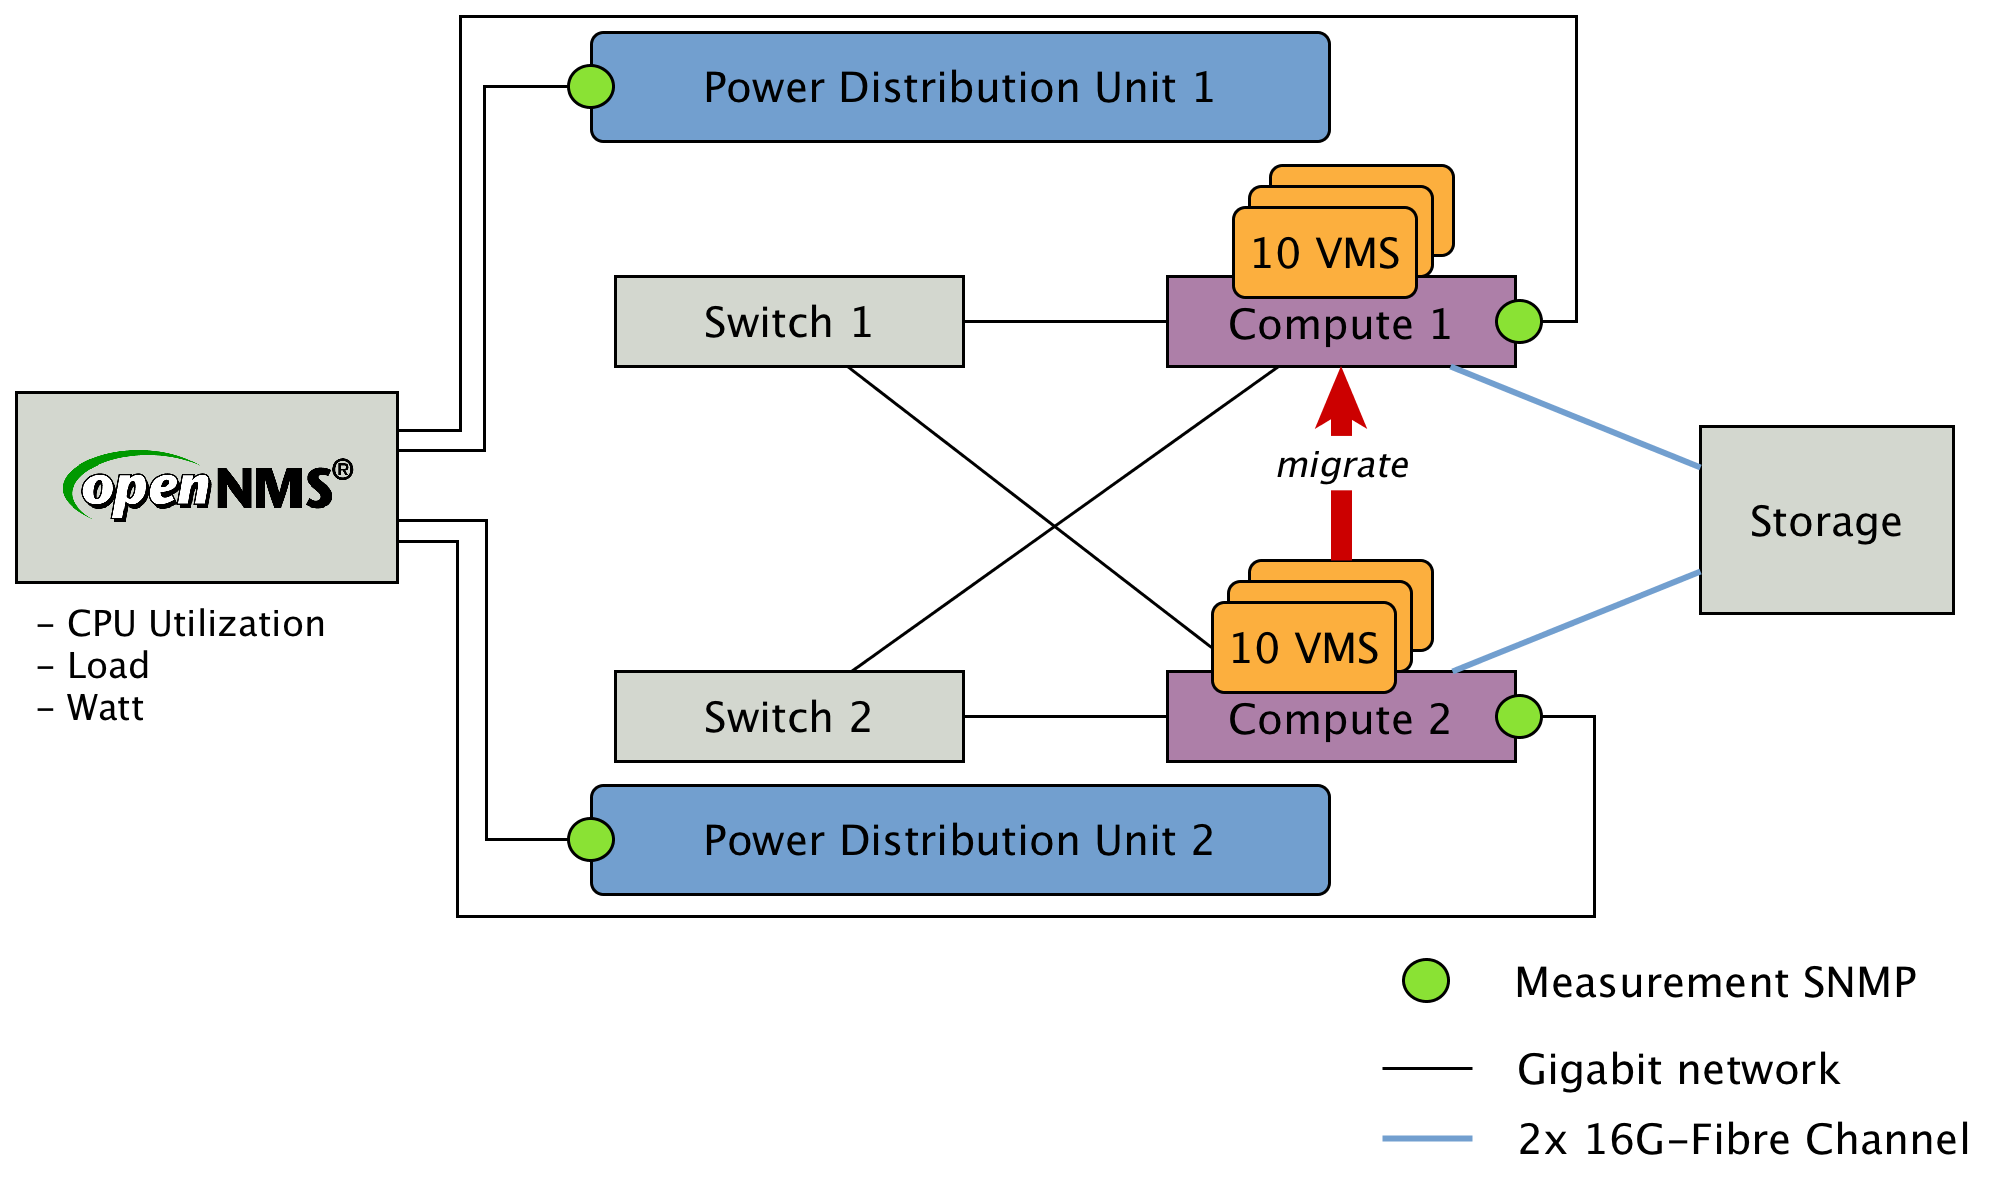 Power Distribution Unit 1
10 VMS
Switch 1
Compute 1
openNMS®
migrate
Storage
– CPU Utilization
– Load
– Watt
10 VMS
Switch 2
Compute 2
Power Distribution Unit 2
Measurement SNMP
Gigabit network
2x 16G–Fibre Channel